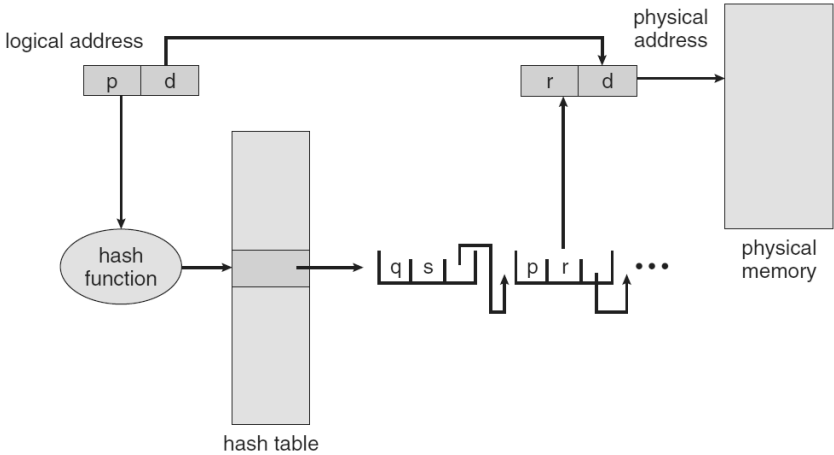 logical address
physical
address
p d
r d
hash
function
q s
p r
•••
physical
memory
hash table